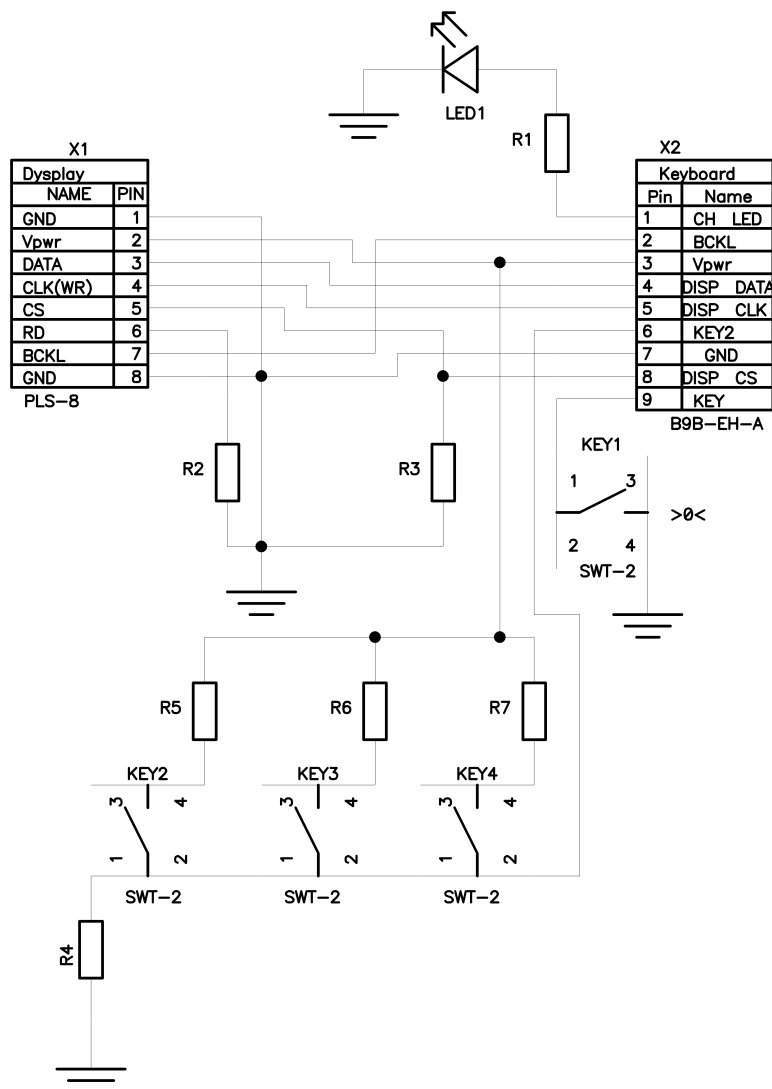 LED1
R1
X1
Dysplay
NAME PIN
GND 1
Vpwr 2
DATA 3
CLK(WR) 4
CS 5
RD 6
BCKL 7
GND 8
PLS-8
X2
Keyboard
Pin Name
1 CH LED
2 BCKL
3 Vpwr
4 DISP DATA
5 DISP CLK
6 KEY2
7 GND
8 DISP CS
9 KEY
B9B-EH-A
R2
R3
KEY1
1 3
>0<
2 4
SWT-2
R5
R6
R7
KEY2
3 4
1 2
SWT-2
KEY3
3 4
1 2
SWT-2
KEY4
3 4
1 2
SWT-2
R4